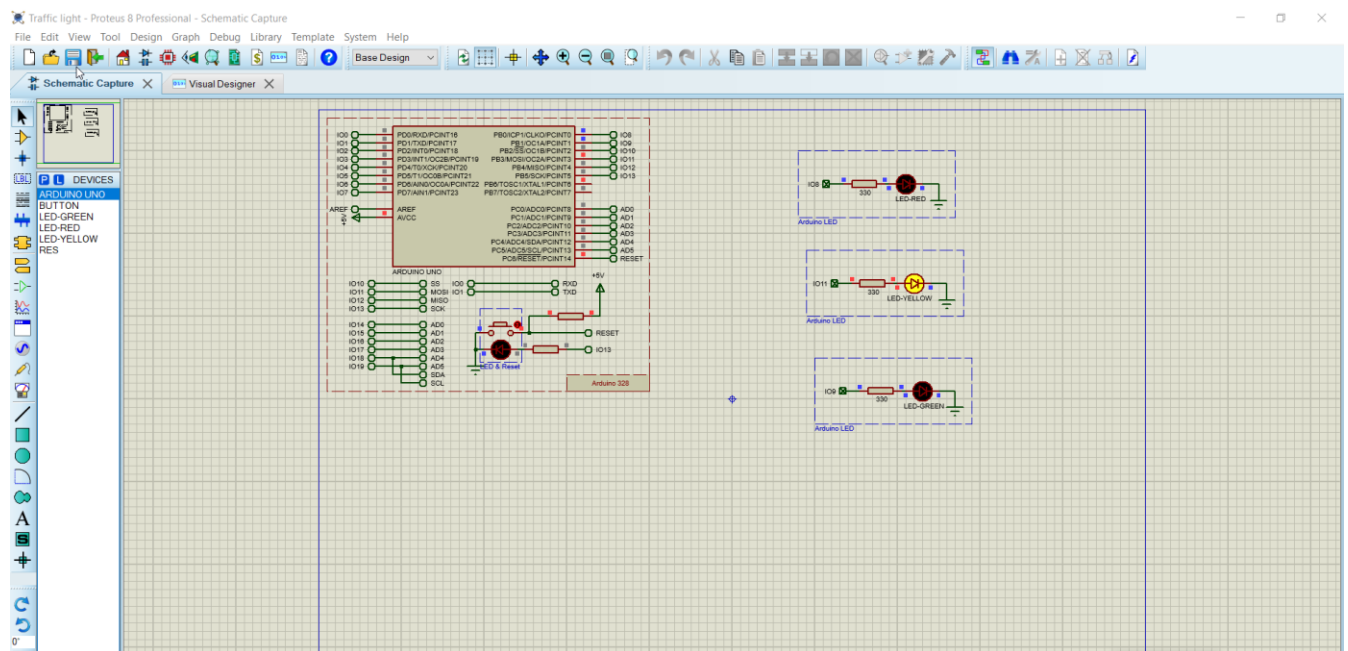 Traffic light - Proteus 8 Professional - Schematic Capture
File Edit View Tool Design Graph Debug Library Template System Help
Base Design
Schematic Capture
Visual Designer
P L DEVICES
ARDUINO UNO
BUTTON
LED-GREEN
LED-RED
LED-YELLOW
RES
LBL
A
S
0°
IO0 PD0/RXD/PCINT16 PB0/ICP1/CLKO/PCINT0 IO8
IO1 PD1/TXD/PCINT17 PB1/OC1A/PCINT1 IO9
IO2 PD2/INT0/PCINT18 PB2/SS/OC1B/PCINT2 IO10
IO3 PD3/INT1/OC2B/PCINT19 PB3/MOSI/OC2A/PCINT3 IO11
IO4 PD4/T0/XCK/PCINT20 PB4/MISO/PCINT4 IO12
IO5 PD5/T1/OC0B/PCINT21 PB5/SCK/PCINT5 IO13
IO6 PD6/AIN0/OC0A/PCINT22 PB6/TOSC1/XTAL1/PCINT6
IO7 PD7/AIN1/PCINT23 PB7/TOSC2/XTAL2/PCINT7
AREF AREF PC0/ADC0/PCINT8 AD0
+5V AVCC PC1/ADC1/PCINT9 AD1
PC2/ADC2/PCINT10 AD2
PC3/ADC3/PCINT11 AD3
PC4/ADC4/SDA/PCINT12 AD4
PC5/ADC5/SCL/PCINT13 AD5
PC6/RESET/PCINT14 RESET
ARDUINO UNO
+5V
IO10 SS IO0 RXD
IO11 MOSI IO1 TXD
IO12 MISO
IO13 SCK
IO14 AD0
IO15 AD1
IO16 AD2
IO17 AD3
IO18 AD4
IO19 AD5
SDA
SCL
RESET
IO13
LED & Reset
Arduino 328
IO8 330 LED-RED
Arduino LED
IO11 330 LED-YELLOW
Arduino LED
IO9 330 LED-GREEN
Arduino LED